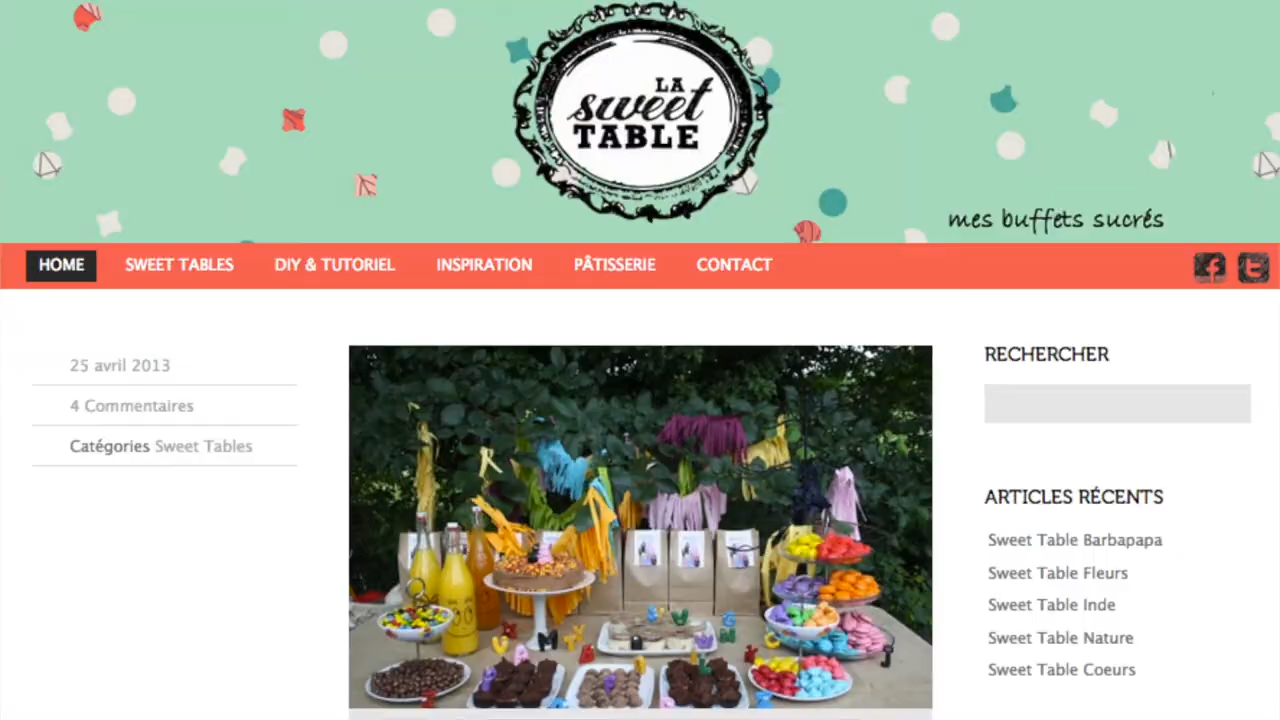 LA
sweet
TABLE
mes buffets sucrés
HOME SWEET TABLES DIY & TUTORIEL INSPIRATION PÂTISSERIE CONTACT
25 avril 2013
4 Commentaires
Catégories Sweet Tables
RECHERCHER
ARTICLES RÉCENTS
Sweet Table Barbapapa
Sweet Table Fleurs
Sweet Table Inde
Sweet Table Nature
Sweet Table Coeurs